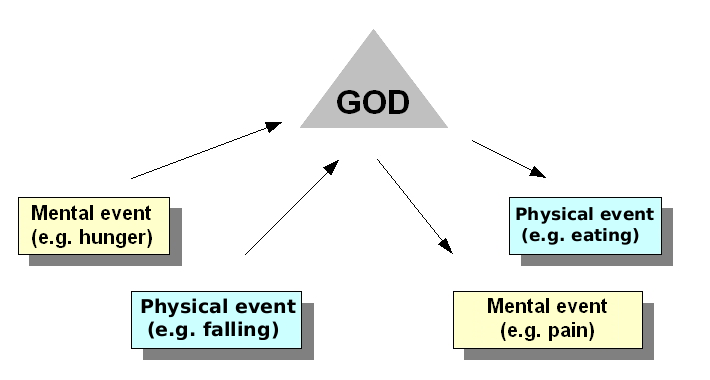 GOD
Mental event
(e.g. hunger)
Physical event
(e.g. eating)
Physical event
(e.g. falling)
Mental event
(e.g. pain)